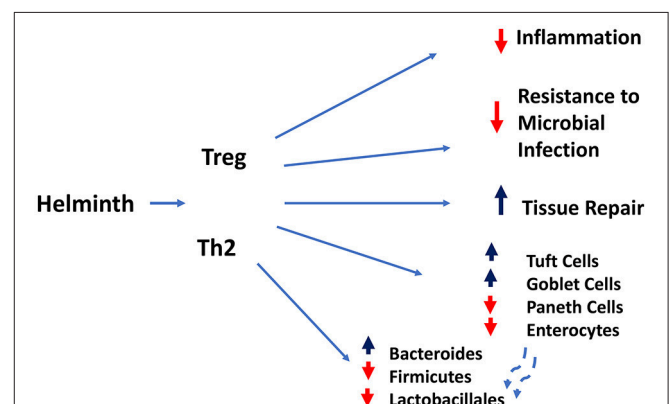 Inflammation
Resistance to
Microbial
Infection
Treg
Helminth
Tissue Repair
Th2
Tuft Cells
Goblet Cells
Paneth Cells
Enterocytes
Bacteroides
Firmicutes
Lactobacillales